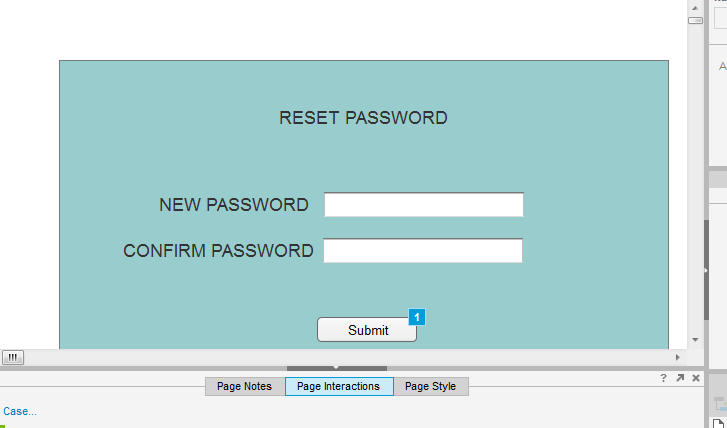 RESET PASSWORD
NEW PASSWORD
CONFIRM PASSWORD
1
Submit
?
Page Notes
Page Interactions
Page Style
Case...